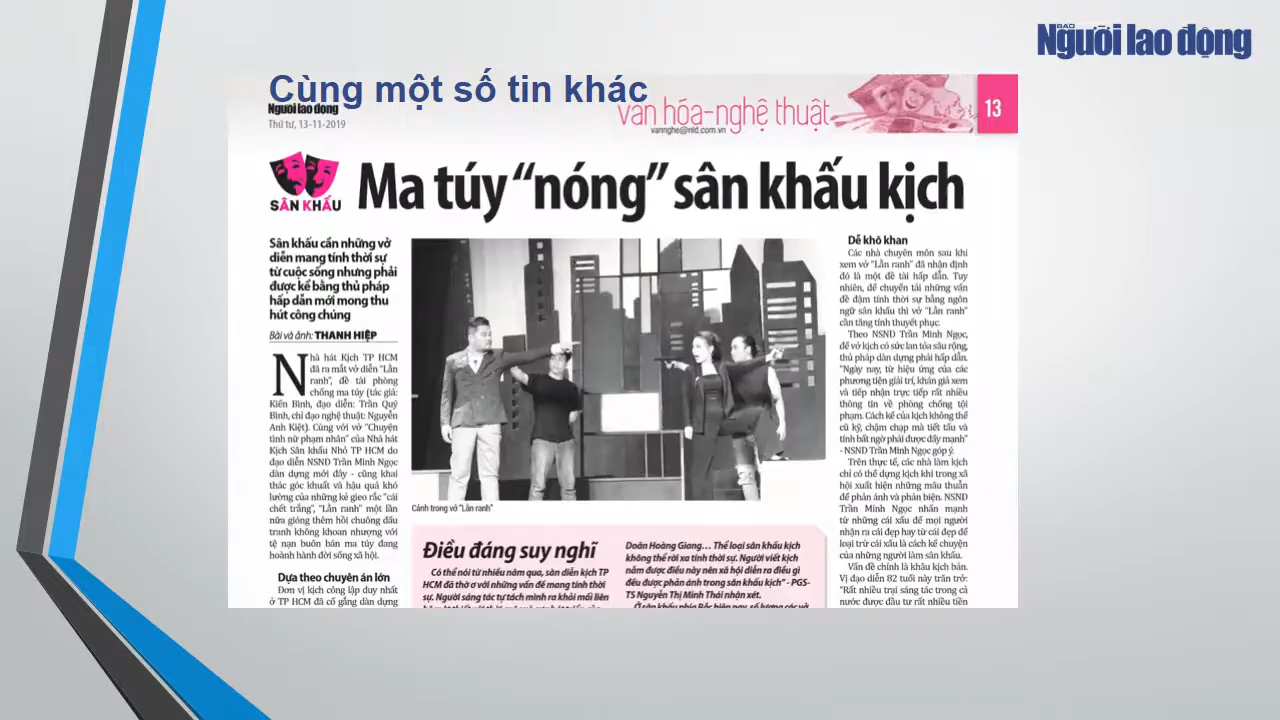 BÁO
Người lao động
Cùng một số tin khác
Người lao động
Thứ tư, 13-11-2019
văn hóa-nghệ thuật
vannghe@nld.com.vn
13
SÂN KHẤU
Ma túy “nóng” sân khấu kịch
Sân khấu cần những vở
diễn mang tính thời sự
từ cuộc sống nhưng phải
được kể bằng thủ pháp
hấp dẫn mới mong thu
hút công chúng
Bài và ảnh: THANH HIỆP
Nhà hát Kịch TP HCM
đã ra mắt vở diễn "Lằn
ranh", đề tài phòng
chống ma túy (tác giả:
Kiến Bình, đạo diễn: Trần Quý
Bình, chỉ đạo nghệ thuật: Nguyễn
Anh Kiệt). Cùng với vở "Chuyện
tình nữ phạm nhân" của Nhà hát
Kịch Sân khấu Nhỏ TP HCM do
đạo diễn NSND Trần Minh Ngọc
dàn dựng mới đây - cũng khai
thác góc khuất và hậu quả khó
lường của những kẻ gieo rắc "cái
chết trắng", "Lằn ranh" một lần
nữa gióng thêm hồi chuông đấu
tranh không khoan nhượng với
tệ nạn buôn bán ma túy đang
hoành hành đời sống xã hội.
Dựa theo chuyên án lớn
Đơn vị kịch công lập duy nhất
ở TP HCM đã cố gắng dàn dựng
Cảnh trong vở "Lằn ranh"
Điều đáng suy nghĩ
Có thể nói từ nhiều năm qua, sàn diễn kịch TP
HCM đã thờ ơ với những vấn đề mang tính thời
sự. Người sáng tác tự tách mình ra khỏi mối liên
Doãn Hoàng Giang… Thể loại sân khấu kịch
không thể rời xa tính thời sự. Người viết kịch
nắm được điều này nên xã hội diễn ra điều gì
đều được phản ánh trong sân khấu kịch" - PGS-
TS Nguyễn Thị Minh Thái nhận xét.
Ở sân khấu phía Bắc hiện nay, số lượng các vở
Dễ khô khan
Các nhà chuyên môn sau khi
xem vở "Lằn ranh" đã nhận định
đó là một đề tài hấp dẫn. Tuy
nhiên, để chuyển tải những vấn
đề đậm tính thời sự bằng ngôn
ngữ sân khấu thì vở "Lằn ranh"
cần tăng tính thuyết phục.
Theo NSND Trần Minh Ngọc,
để vở kịch có sức lan tỏa sâu rộng,
thủ pháp dàn dựng phải hấp dẫn.
"Ngày nay, từ hiệu ứng của các
phương tiện giải trí, khán giả xem
và tiếp nhận trực tiếp rất nhiều
thông tin về phòng chống tội
phạm. Cách kể của kịch không thể
cũ kỹ, chậm chạp mà tiết tấu và
tính bất ngờ phải được đẩy mạnh"
- NSND Trần Minh Ngọc góp ý.
Trên thực tế, các nhà làm kịch
chỉ có thể dựng kịch khi trong xã
hội xuất hiện những mâu thuẫn
để phản ánh và phản biện. NSND
Trần Minh Ngọc nhấn mạnh
từ những cái xấu để mọi người
nhận ra cái đẹp hay từ cái đẹp để
loại trừ cái xấu là cách kể chuyện
của những người làm sân khấu.
Vấn đề chính là khâu kịch bản.
Vị đạo diễn 82 tuổi này trăn trở:
"Rất nhiều trại sáng tác trong cả
nước được đầu tư rất nhiều tiền